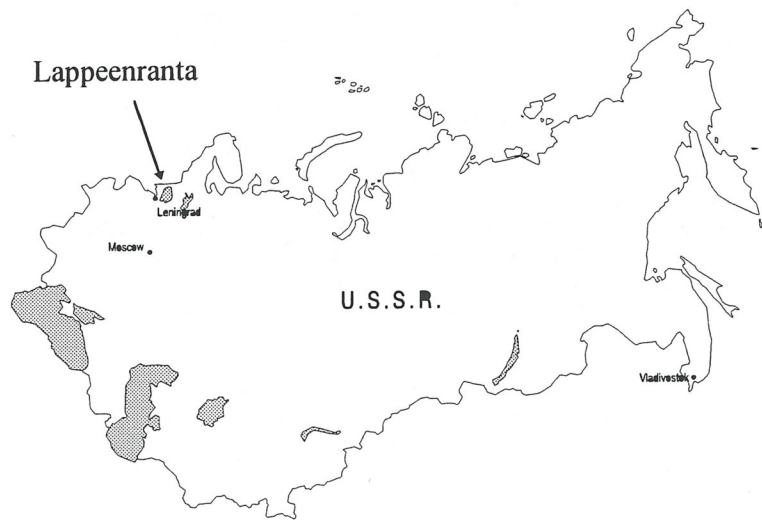 Lappeenranta
Leningrad
Moscow
U.S.S.R.
Vladivostok